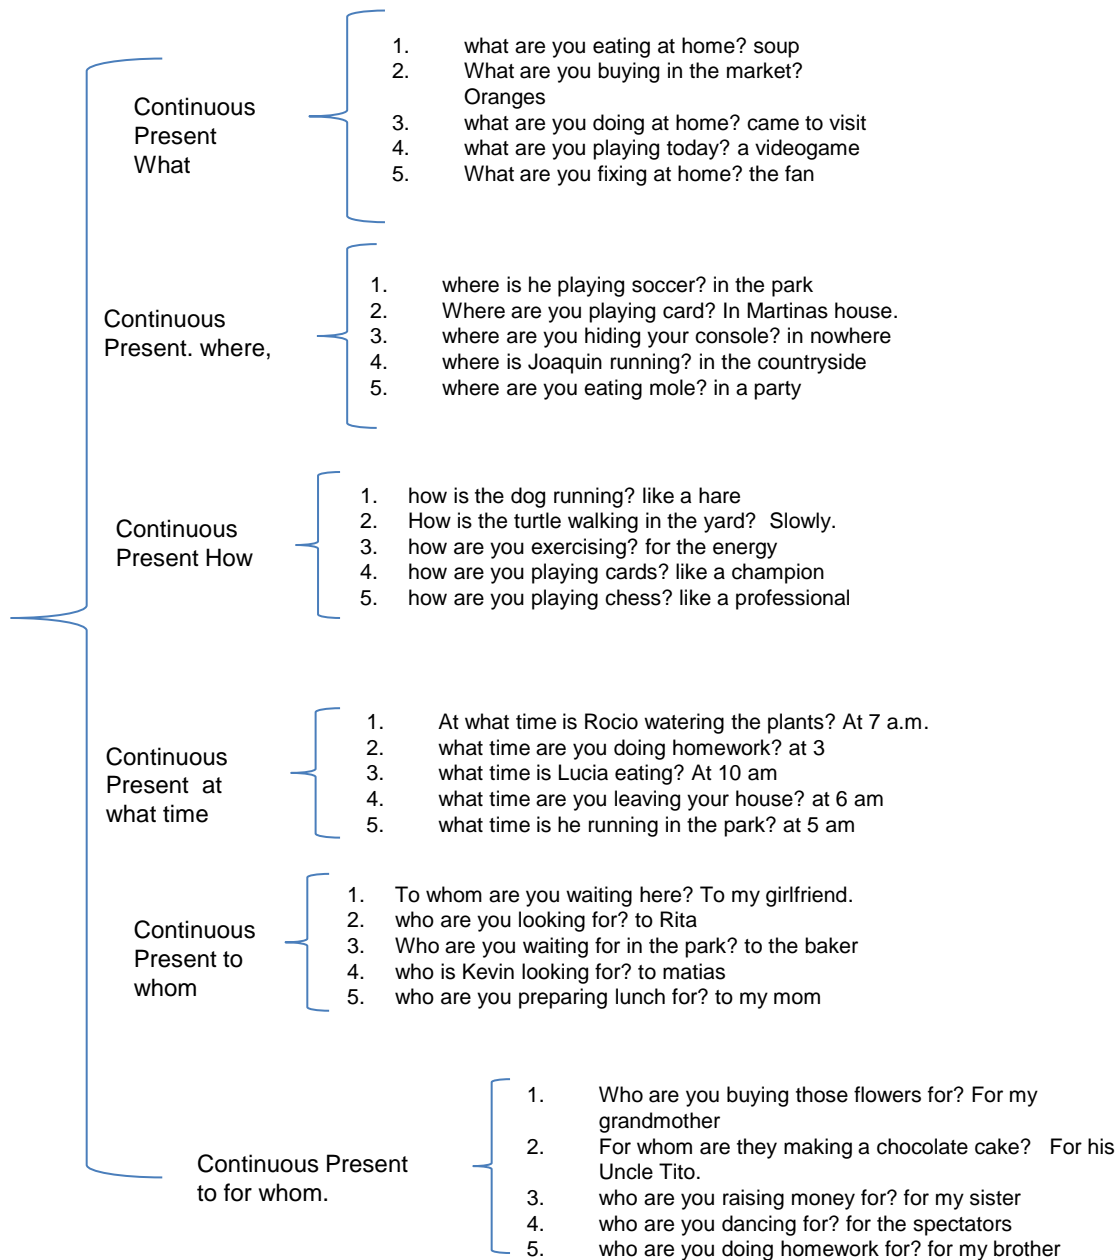 Continuous
Present
What
1. what are you eating at home? soup
2. What are you buying in the market?
Oranges
3. what are you doing at home? came to visit
4. what are you playing today? a videogame
5. What are you fixing at home? the fan
Continuous
Present. where,
1. where is he playing soccer? in the park
2. Where are you playing card? In Martinas house.
3. where are you hiding your console? in nowhere
4. where is Joaquin running? in the countryside
5. where are you eating mole? in a party
Continuous
Present How
1. how is the dog running? like a hare
2. How is the turtle walking in the yard? Slowly.
3. how are you exercising? for the energy
4. how are you playing cards? like a champion
5. how are you playing chess? like a professional
Continuous
Present at
what time
1. At what time is Rocio watering the plants? At 7 a.m.
2. what time are you doing homework? at 3
3. what time is Lucia eating? At 10 am
4. what time are you leaving your house? at 6 am
5. what time is he running in the park? at 5 am
Continuous
Present to
whom
1. To whom are you waiting here? To my girlfriend.
2. who are you looking for? to Rita
3. Who are you waiting for in the park? to the baker
4. who is Kevin looking for? to matias
5. who are you preparing lunch for? to my mom
Continuous Present
to for whom.
1. Who are you buying those flowers for? For my
grandmother
2. For whom are they making a chocolate cake? For his
Uncle Tito.
3. who are you raising money for? for my sister
4. who are you dancing for? for the spectators
5. who are you doing homework for? for my brother